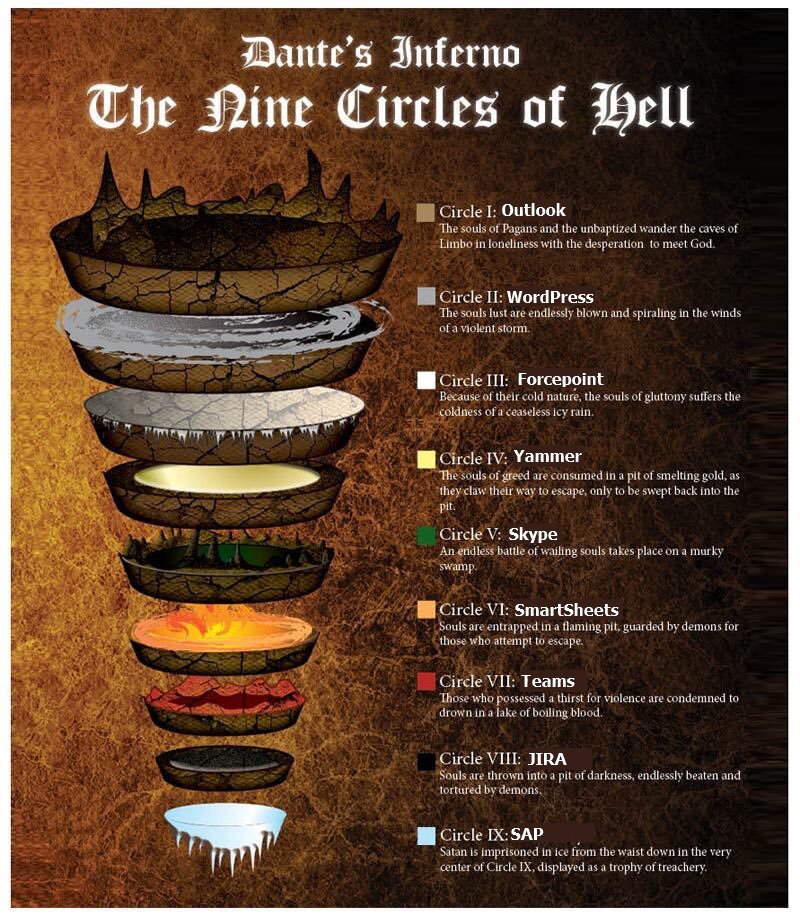 Dante's Inferno
The Nine Circles of Hell
Circle I: Outlook
The souls of Pagans and the unbaptized wander the caves of
Limbo in loneliness with the desperation to meet God.
Circle II: WordPress
The souls lust are endlessly blown and spiraling in the winds
of a violent storm.
Circle III: Forcepoint
Because of their cold nature, the souls of gluttony suffers the
coldness of a ceaseless icy rain.
Circle IV: Yammer
The souls of greed are consumed in a pit of smelting gold, as
they claw their way to escape, only to be swept back into the
pit.
Circle V: Skype
An endless battle of wailing souls takes place on a murky
swamp.
Circle VI: SmartSheets
Souls are entrapped in a flaming pit, guarded by demons for
those who attempt to escape.
Circle VII: Teams
Those who possessed a thirst for violence are condemned to
drown in a lake of boiling blood.
Circle VIII: JIRA
Souls are thrown into a pit of darkness, endlessly beaten and
tortured by demons.
Circle IX: SAP
Satan is imprisoned in ice from the waist down in the very
center of Circle IX, displayed as a trophy of treachery.